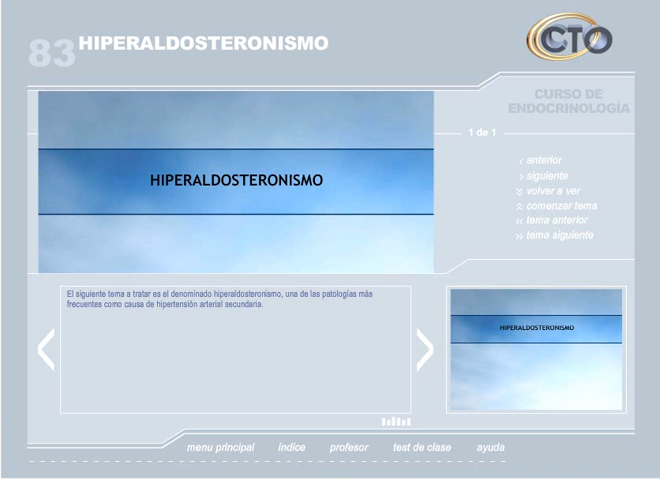 83 HIPERALDOSTERONISMO
CTO
CURSO DE
ENDOCRINOLOGÍA
1 de 1
HIPERALDOSTERONISMO
‹ anterior
› siguiente
volver a ver
comenzar tema
‹‹ tema anterior
›› tema siguiente
El siguiente tema a tratar es el denominado hiperaldosteronismo, una de las patologías más
frecuentes como causa de hipertensión arterial secundaria.
HIPERALDOSTERONISMO
menu principal índice profesor test de clase ayuda